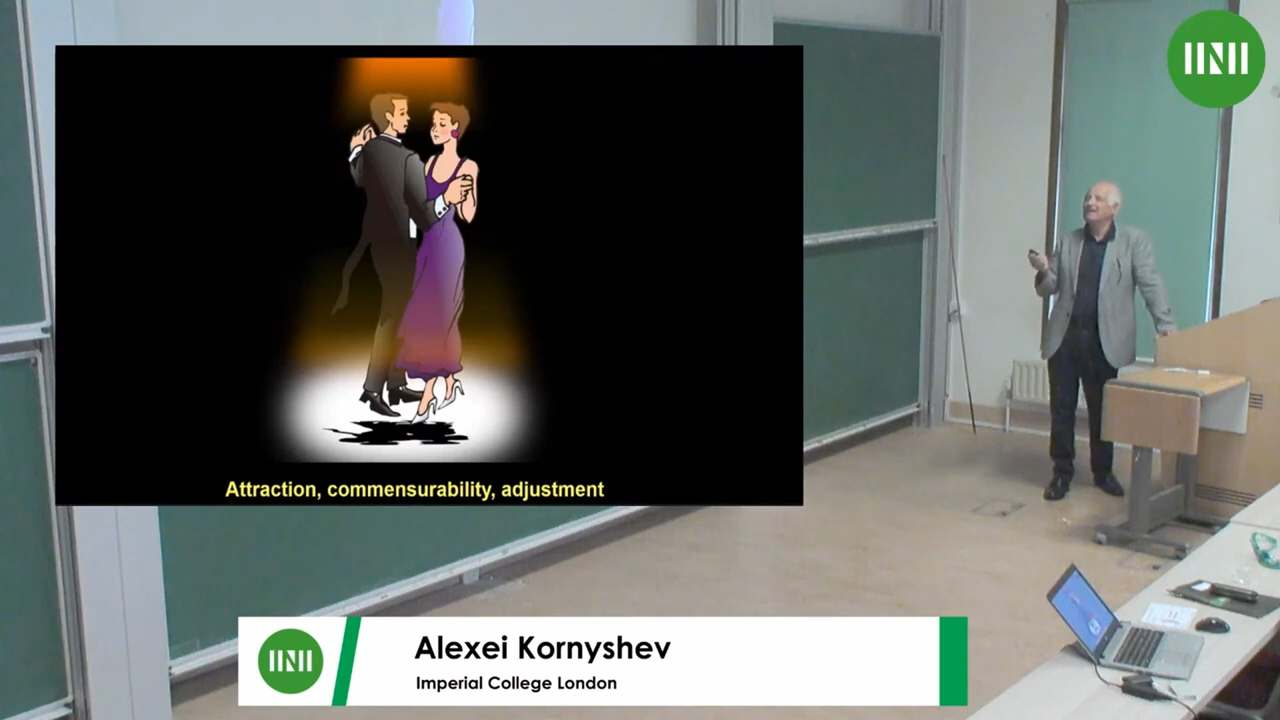 Attraction, commensurability, adjustment
Alexei Kornyshev
Imperial College London